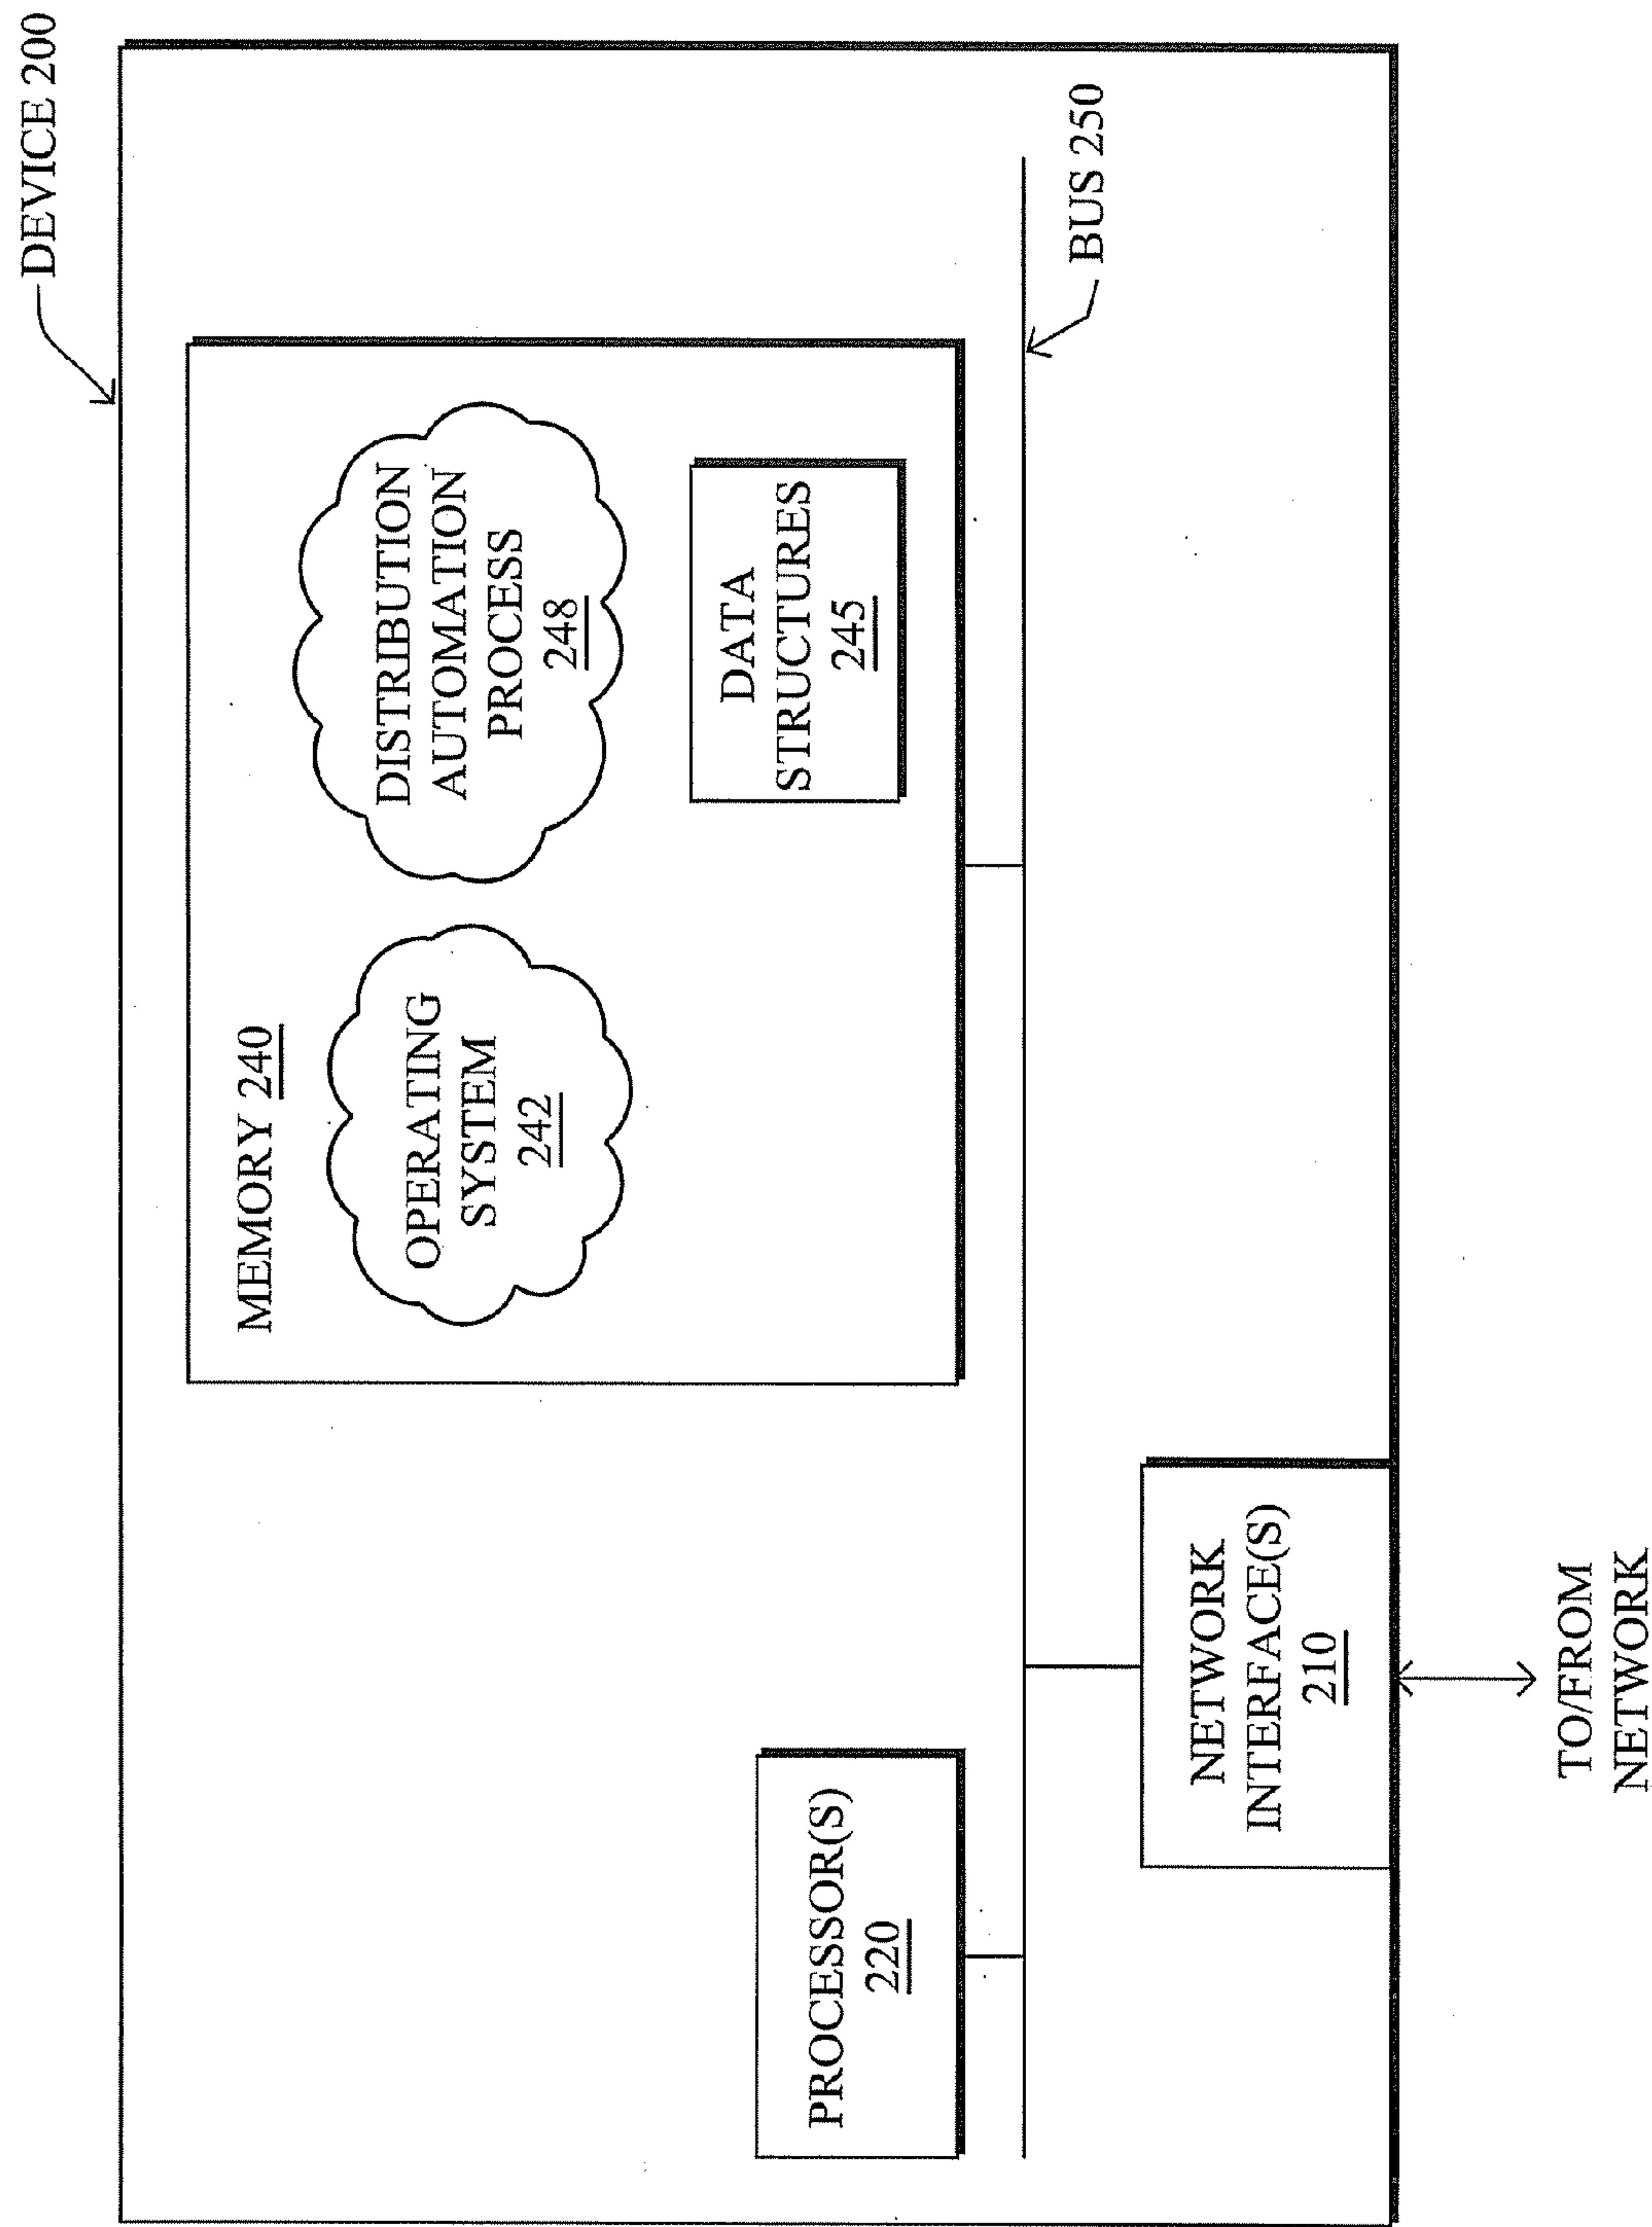 DEVICE 200
MEMORY 240
OPERATING
SYSTEM
242
DISTRIBUTION
AUTOMATION
PROCESS
248
DATA
STRUCTURES
245
PROCESSOR(S)
220
BUS 250
NETWORK
INTERFACE(S)
210
TO/FROM
NETWORK